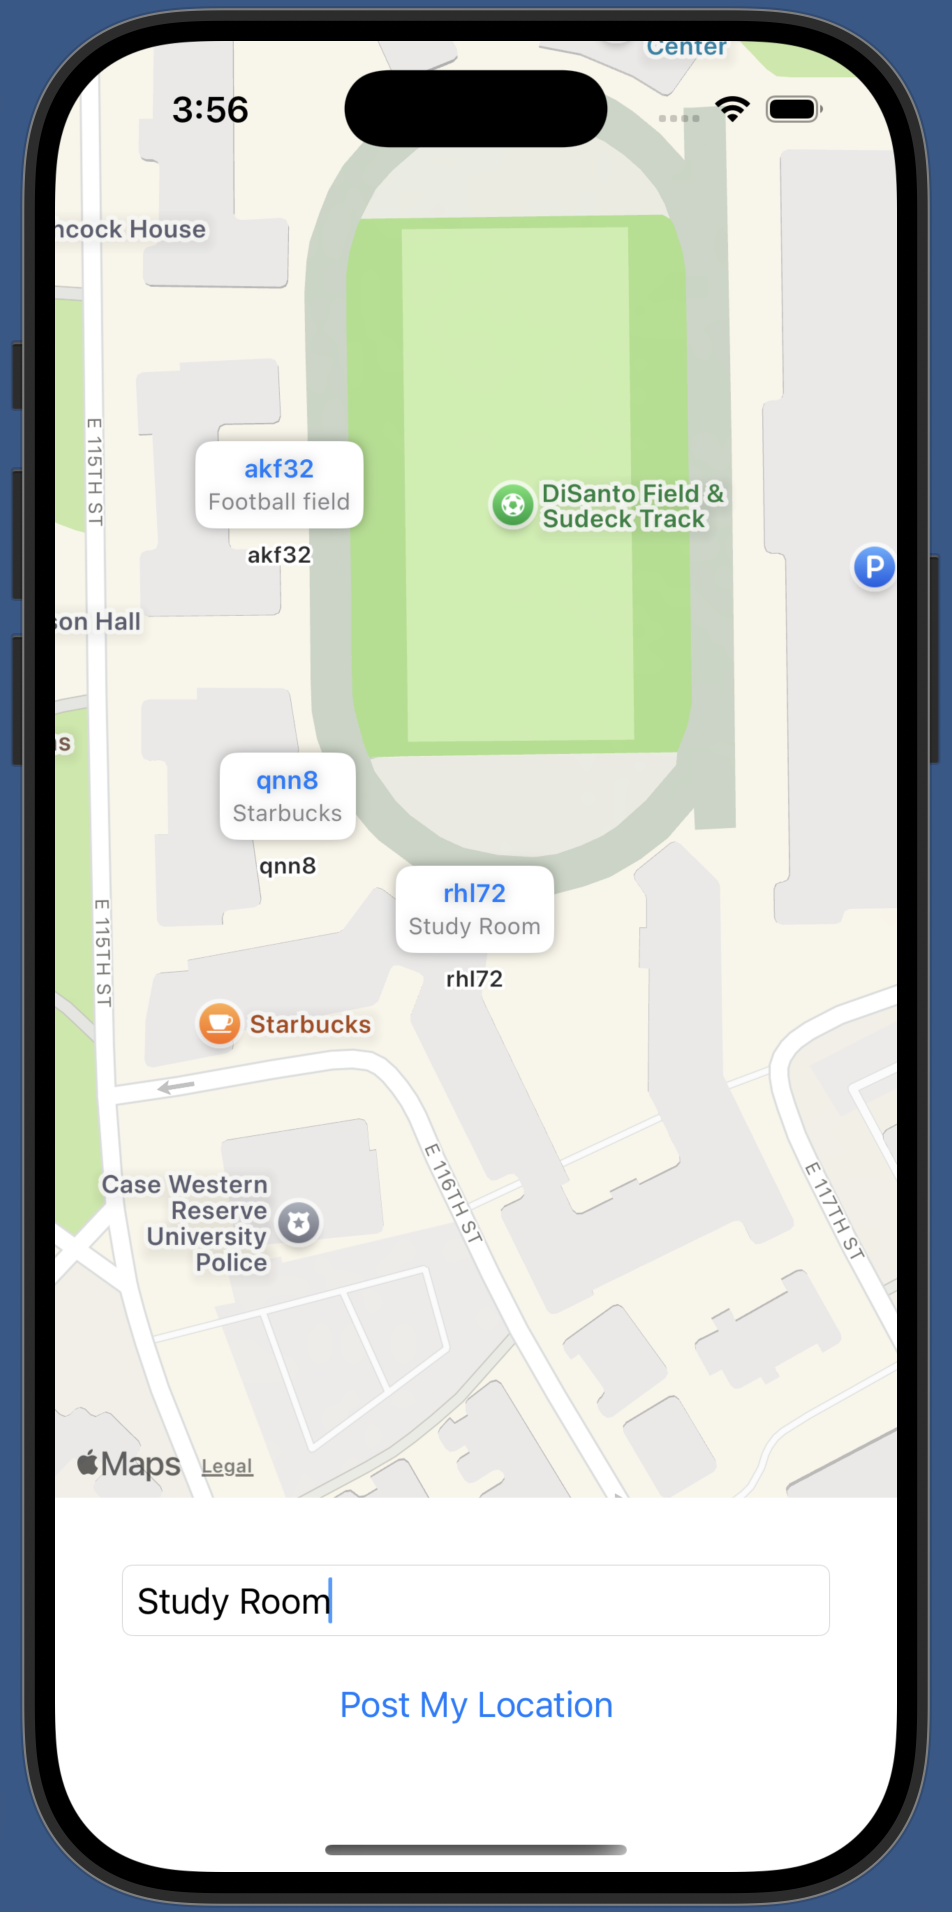 Center
3:56
ncock House
E 115TH ST
akf32
Football field
akf32
DiSanto Field &
Sudeck Track
P
son Hall
as
qnn8
Starbucks
qnn8
rhl72
Study Room
rhl72
E 115TH ST
Starbucks
Case Western
Reserve
University
Police
E 116TH ST
E 117TH ST
Maps
Legal
Study Room
Post My Location